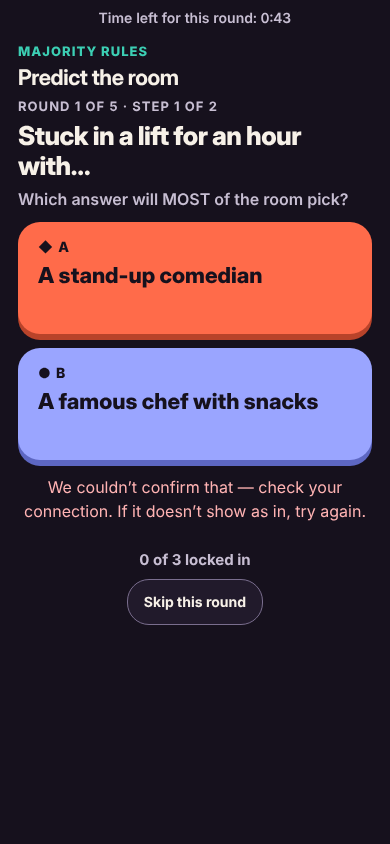 Time left for this round: 0:43
MAJORITY RULES
Predict the room
ROUND 1 OF 5 · STEP 1 OF 2
Stuck in a lift for an hour
with...
Which answer will MOST of the room pick?
◆ A
A stand-up comedian
● B
A famous chef with snacks
We couldn’t confirm that — check your
connection. If it doesn’t show as in, try again.
0 of 3 locked in
Skip this round